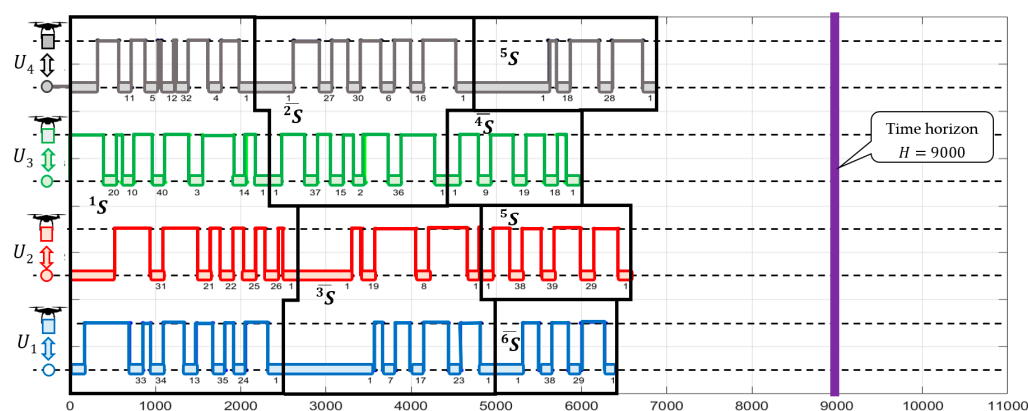 U₄
11 5 12 32 4 1 27 30 6 16 1 1 18 28 1
⁵S
²S
⁴S
U₃
20 10 40 3 14 1 37 15 2 36 1 1 9 19 18 1
Time horizon
H = 9000
¹S
⁵S
U₂
31 21 22 25 26 1 1 19 8 1 1 38 39 29 1
³S
⁶S
U₁
33 34 13 35 24 1 1 7 17 23 1 1 38 29 1
0 1000 2000 3000 4000 5000 6000 7000 8000 9000 10000 11000